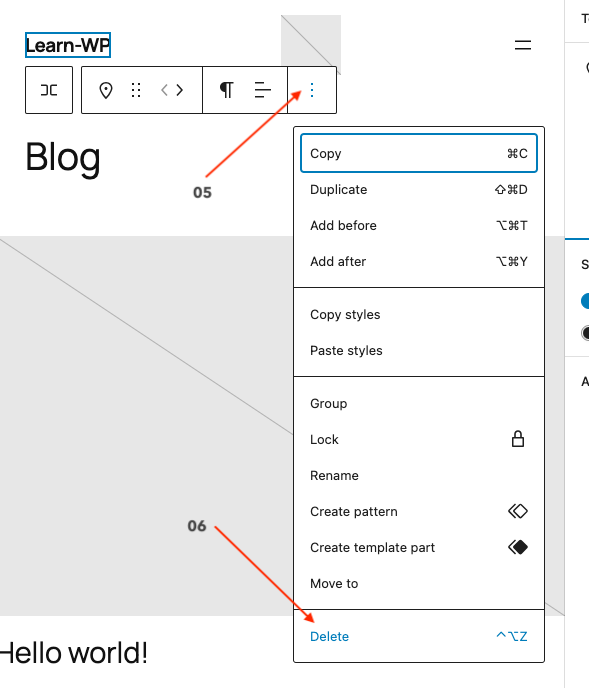 Learn-WP
Blog
05
Copy ⌘C
Duplicate ⇧⌘D
Add before ⌥⌘T
Add after ⌥⌘Y
Copy styles
Paste styles
Group
Lock
Rename
Create pattern
06
Create template part
Move to
Delete ^⌥Z
Hello world!